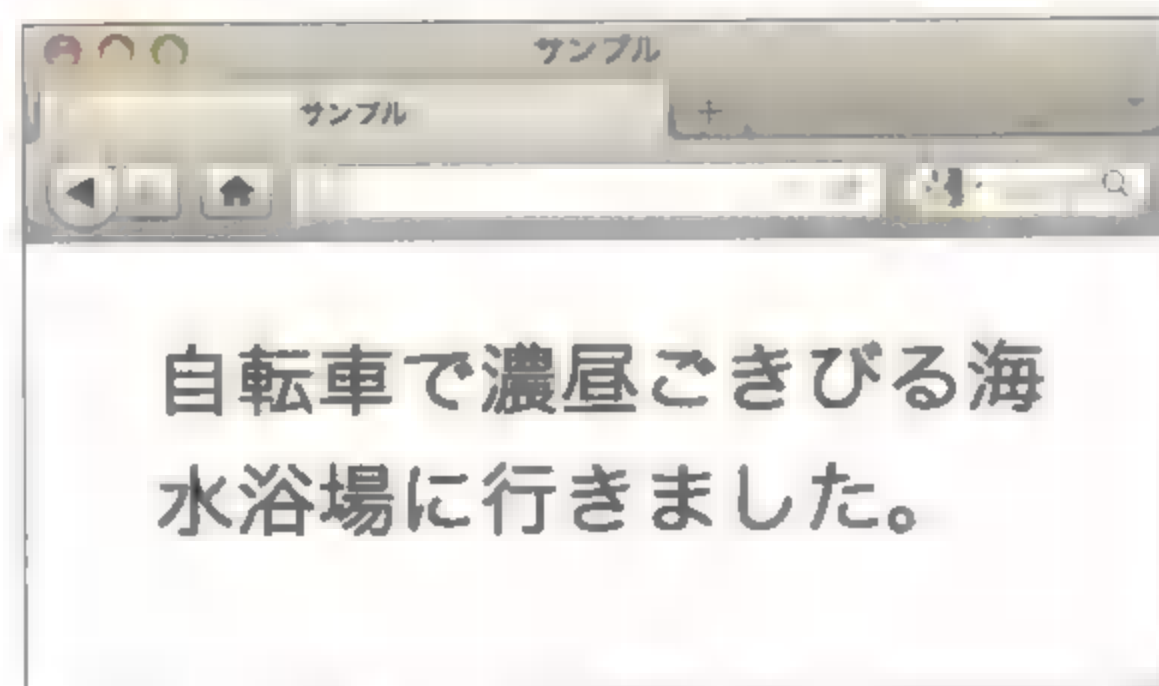 サンプル
サンプル
自転車で濃昼ごきびる海
水浴場に行きました。